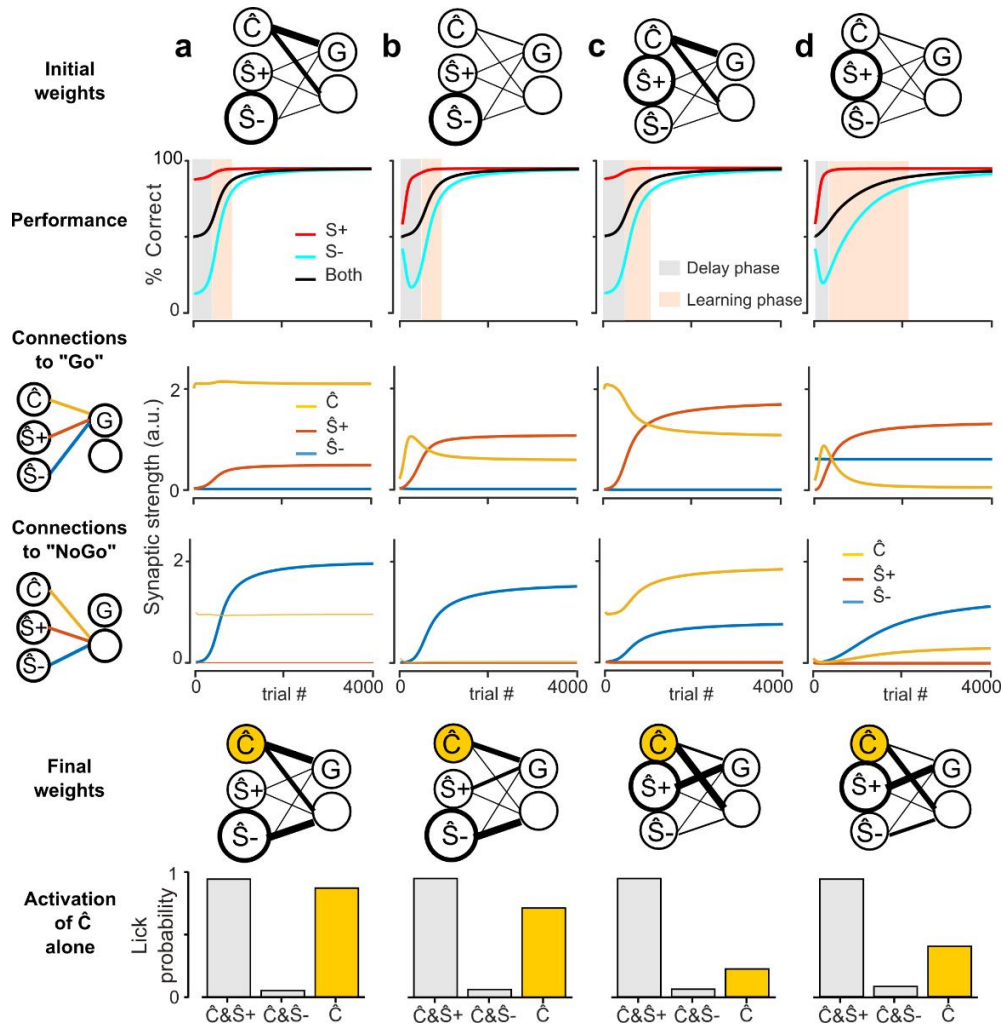 a b c d
Initial
weights
Ĉ G Ĉ G Ĉ G Ĉ G
Ŝ+ Ŝ+ Ŝ+ Ŝ+
Ŝ- Ŝ- Ŝ- Ŝ-
Performance
% Correct
100
0
S+
S-
Both
Delay phase
Learning phase
Connections
to "Go"
Ĉ
G
Ŝ+
Ŝ-
Synaptic strength (a.u.)
2
0
Ĉ
Ŝ+
Ŝ-
Connections
to "NoGo"
Ĉ
G
Ŝ+
Ŝ-
2
0
Ĉ
Ŝ+
Ŝ-
0 4000 0 4000 0 4000 0 4000
trial # trial # trial # trial #
Final
weights
Ĉ G Ĉ G Ĉ G Ĉ G
Ŝ+ Ŝ+ Ŝ+ Ŝ+
Ŝ- Ŝ- Ŝ- Ŝ-
Activation
of Ĉ
alone
Lick
probability
1
0
Ĉ&Ŝ+ Ĉ&Ŝ- Ĉ Ĉ&Ŝ+ Ĉ&Ŝ- Ĉ Ĉ&Ŝ+ Ĉ&Ŝ- Ĉ Ĉ&Ŝ+ Ĉ&Ŝ- Ĉ